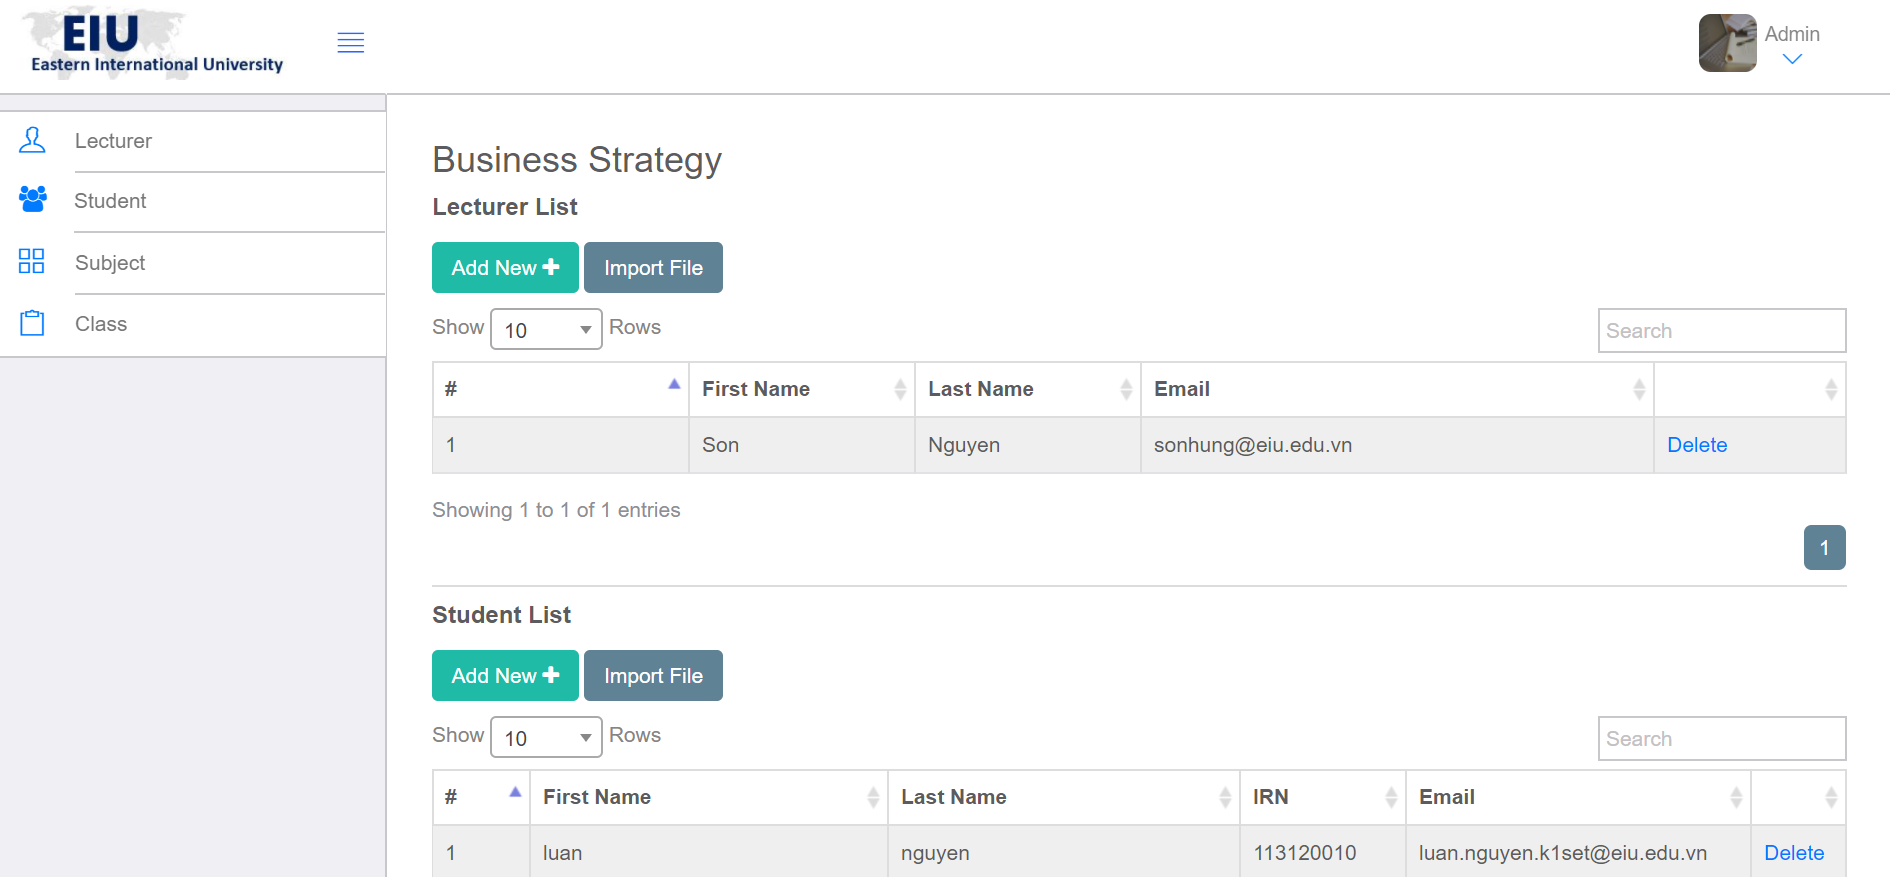 EIU
Eastern International University
Admin
Lecturer
Student
Subject
Class
Business Strategy
Lecturer List
Add New Import File
Show 10 Rows Search
# First Name Last Name Email
1 Son Nguyen sonhung@eiu.edu.vn Delete
Showing 1 to 1 of 1 entries
1
Student List
Add New Import File
Show 10 Rows Search
# First Name Last Name IRN Email
1 luan nguyen 113120010 luan.nguyen.k1set@eiu.edu.vn Delete